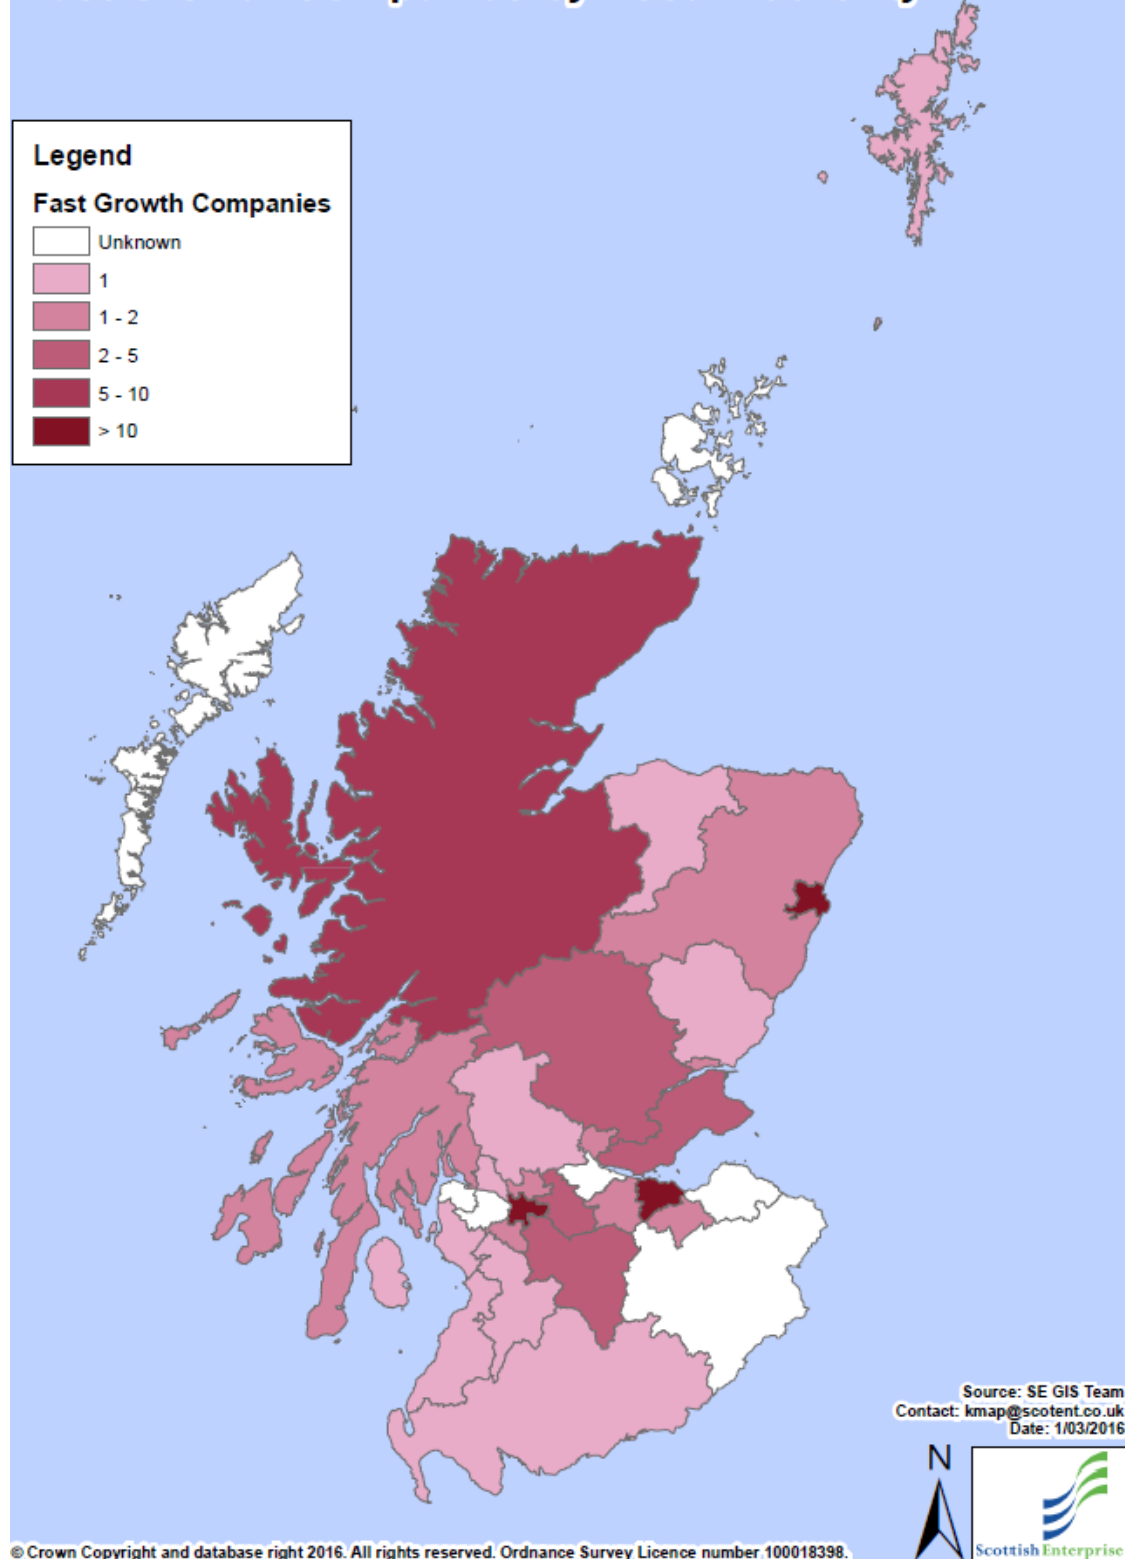 Legend
Fast Growth Companies
Unknown
1
1 - 2
2 - 5
5 - 10
> 10
Source: SE GIS Team
Contact: kmap@scotent.co.uk
Date: 1/03/2016
N
Scottish Enterprise
© Crown Copyright and database right 2016. All rights reserved. Ordnance Survey Licence number 100018398.